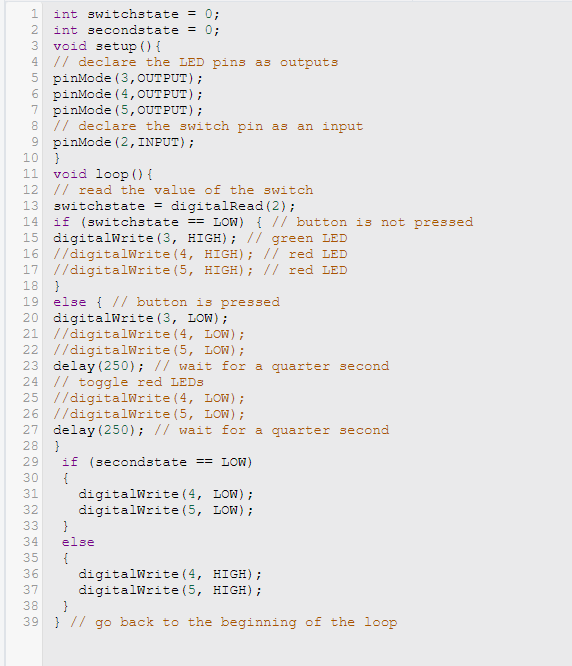 1 int switchstate = 0;
2 int secondstate = 0;
3 void setup(){
4 // declare the LED pins as outputs
5 pinMode(3,OUTPUT);
6 pinMode(4,OUTPUT);
7 pinMode(5,OUTPUT);
8 // declare the switch pin as an input
9 pinMode(2,INPUT);
10 }
11 void loop(){
12 // read the value of the switch
13 switchstate = digitalRead(2);
14 if (switchstate == LOW) { // button is not pressed
15 digitalWrite(3, HIGH); // green LED
16 //digitalWrite(4, HIGH); // red LED
17 //digitalWrite(5, HIGH); // red LED
18 }
19 else { // button is pressed
20 digitalWrite(3, LOW);
21 //digitalWrite(4, LOW);
22 //digitalWrite(5, LOW);
23 delay(250); // wait for a quarter second
24 // toggle red LEDs
25 //digitalWrite(4, LOW);
26 //digitalWrite(5, LOW);
27 delay(250); // wait for a quarter second
28 }
29  if (secondstate == LOW)
30  {
31    digitalWrite(4, LOW);
32    digitalWrite(5, LOW);
33  }
34  else
35  {
36    digitalWrite(4, HIGH);
37    digitalWrite(5, HIGH);
38  }
39 } // go back to the beginning of the loop